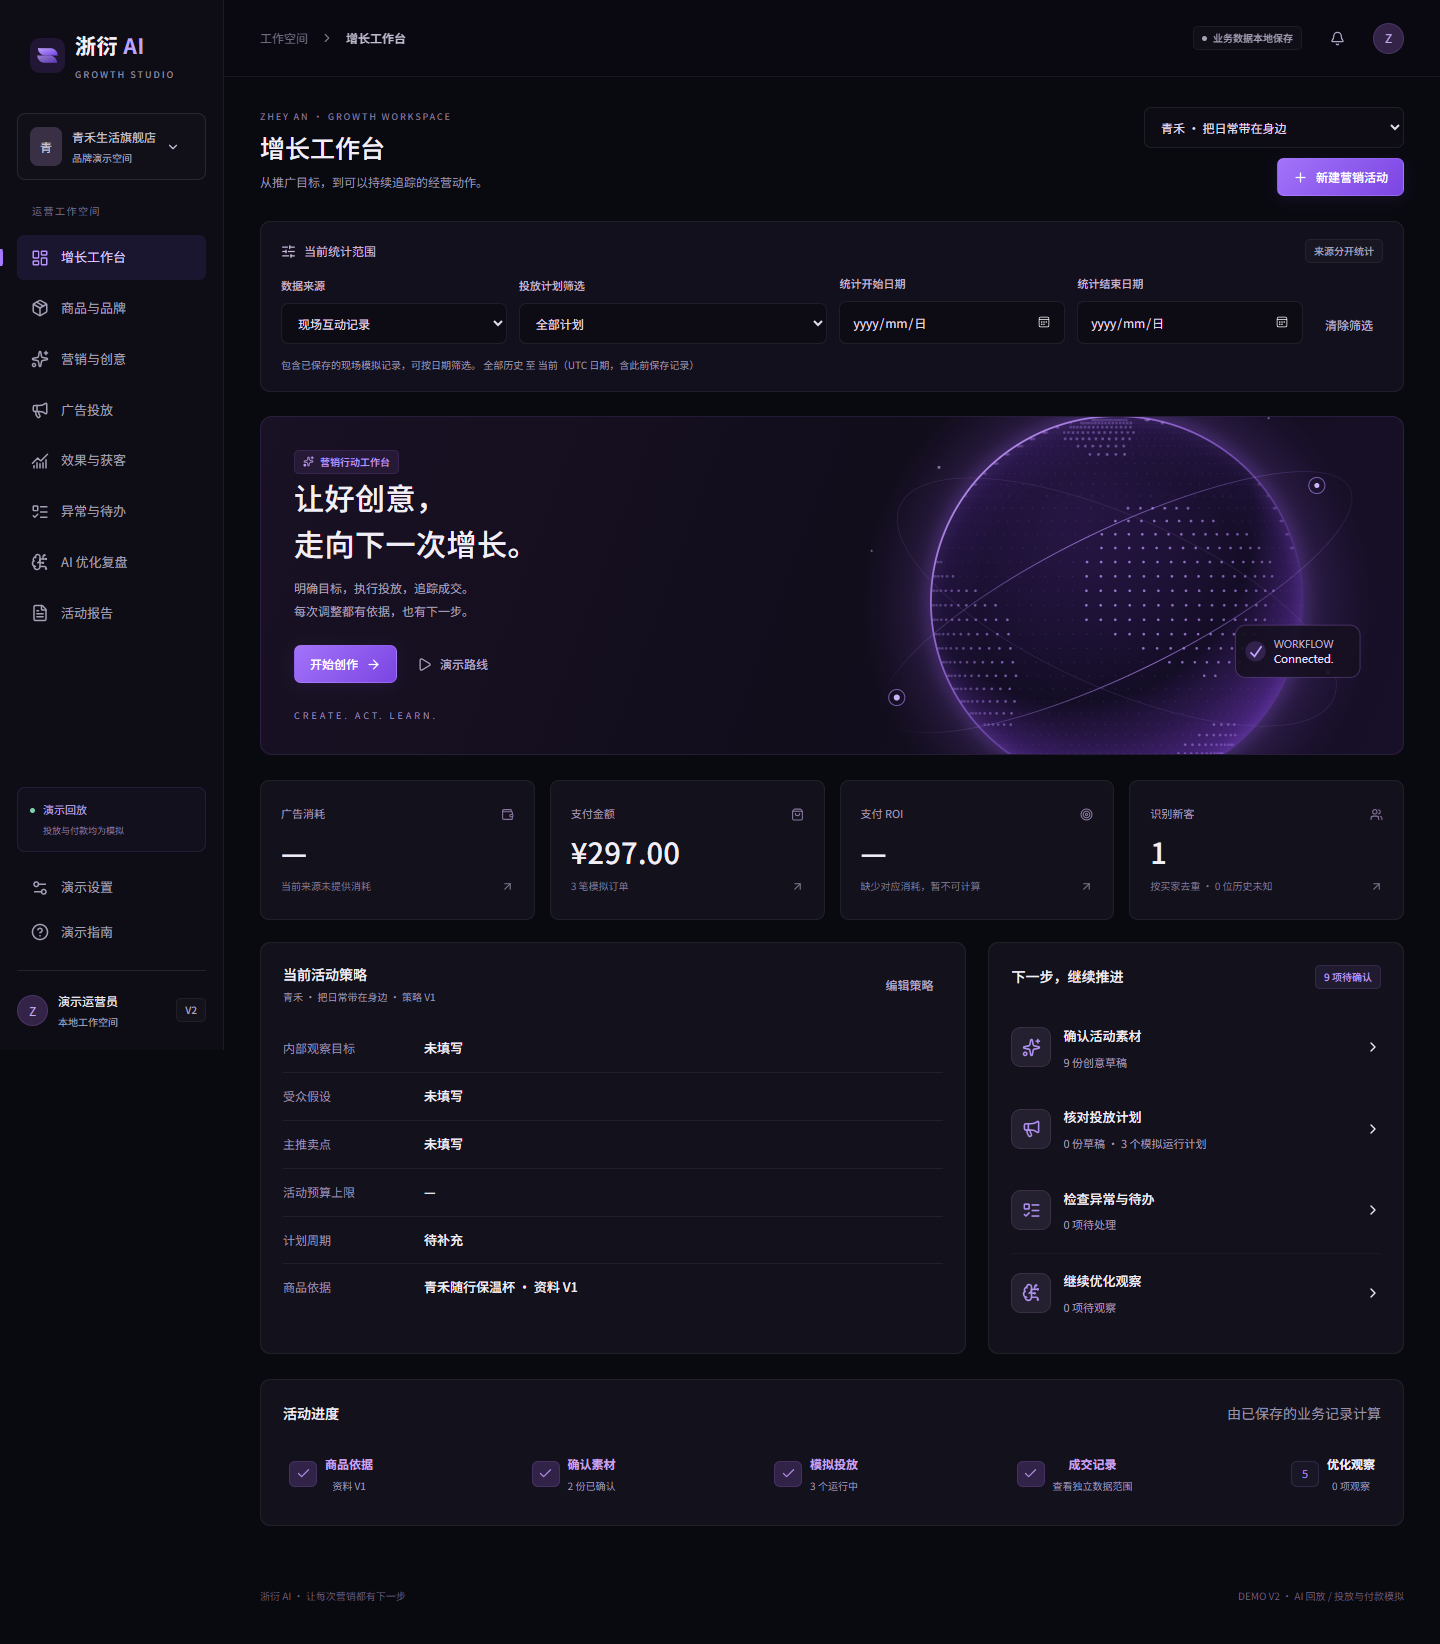 浙衍 AI
GROWTH STUDIO
青
青禾生活旗舰店
品牌演示空间
运营工作空间
增长工作台
商品与品牌
营销与创意
广告投放
效果与获客
异常与待办
AI 优化复盘
活动报告
演示回放
投放与付款均为模拟
演示设置
演示指南
Z
演示运营员
本地工作空间
V2
工作空间
增长工作台
业务数据本地保存
Z
ZHEY AN · GROWTH WORKSPACE
增长工作台
从推广目标，到可以持续追踪的经营动作。
青禾 · 把日常带在身边
新建营销活动
当前统计范围
来源分开统计
数据来源
投放计划筛选
统计开始日期
统计结束日期
现场互动记录
全部计划
yyyy/mm/日
yyyy/mm/日
清除筛选
包含已保存的现场模拟记录，可按日期筛选。 全部历史 至 当前（UTC 日期，含此前保存记录）
营销行动工作台
让好创意，
走向下一次增长。
明确目标，执行投放，追踪成交。
每次调整都有依据，也有下一步。
开始创作
演示路线
CREATE. ACT. LEARN.
WORKFLOW
Connected.
广告消耗
—
当前来源未提供消耗
支付金额
¥297.00
3 笔模拟订单
支付 ROI
—
缺少对应消耗，暂不可计算
识别新客
1
按买家去重 · 0 位历史未知
当前活动策略
青禾 · 把日常带在身边 · 策略 V1
编辑策略
内部观察目标
未填写
受众假设
未填写
主推卖点
未填写
活动预算上限
—
计划周期
待补充
商品依据
青禾随行保温杯 · 资料 V1
下一步，继续推进
9 项待确认
确认活动素材
9 份创意草稿
核对投放计划
0 份草稿 · 3 个模拟运行计划
检查异常与待办
0 项待处理
继续优化观察
0 项待观察
活动进度
由已保存的业务记录计算
商品依据
资料 V1
确认素材
2 份已确认
模拟投放
3 个运行中
成交记录
查看独立数据范围
5
优化观察
0 项观察
浙衍 AI · 让每次营销都有下一步
DEMO V2 · AI 回放 / 投放与付款模拟